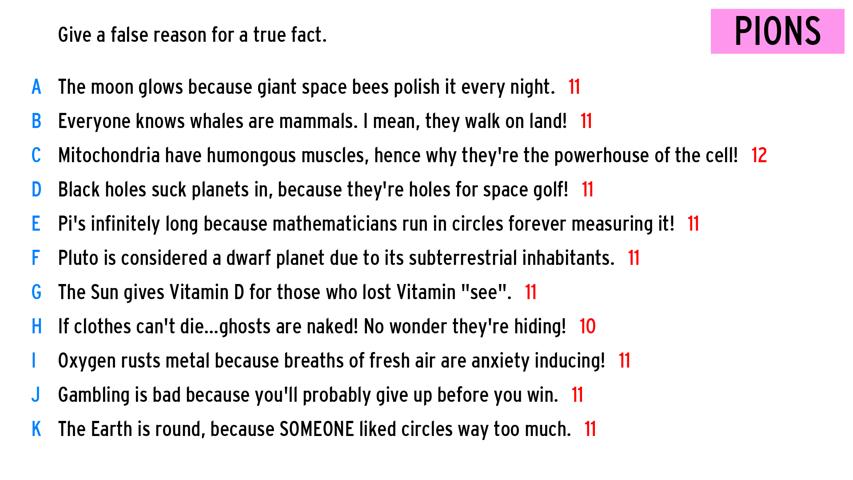 Give a false reason for a true fact.
PIONS
A The moon glows because giant space bees polish it every night. 11
B Everyone knows whales are mammals. I mean, they walk on land! 11
C Mitochondria have humongous muscles, hence why they're the powerhouse of the cell! 12
D Black holes suck planets in, because they're holes for space golf! 11
E Pi's infinitely long because mathematicians run in circles forever measuring it! 11
F Pluto is considered a dwarf planet due to its subterrestrial inhabitants. 11
G The Sun gives Vitamin D for those who lost Vitamin "see". 11
H If clothes can't die...ghosts are naked! No wonder they're hiding! 10
I Oxygen rusts metal because breaths of fresh air are anxiety inducing! 11
J Gambling is bad because you'll probably give up before you win. 11
K The Earth is round, because SOMEONE liked circles way too much. 11